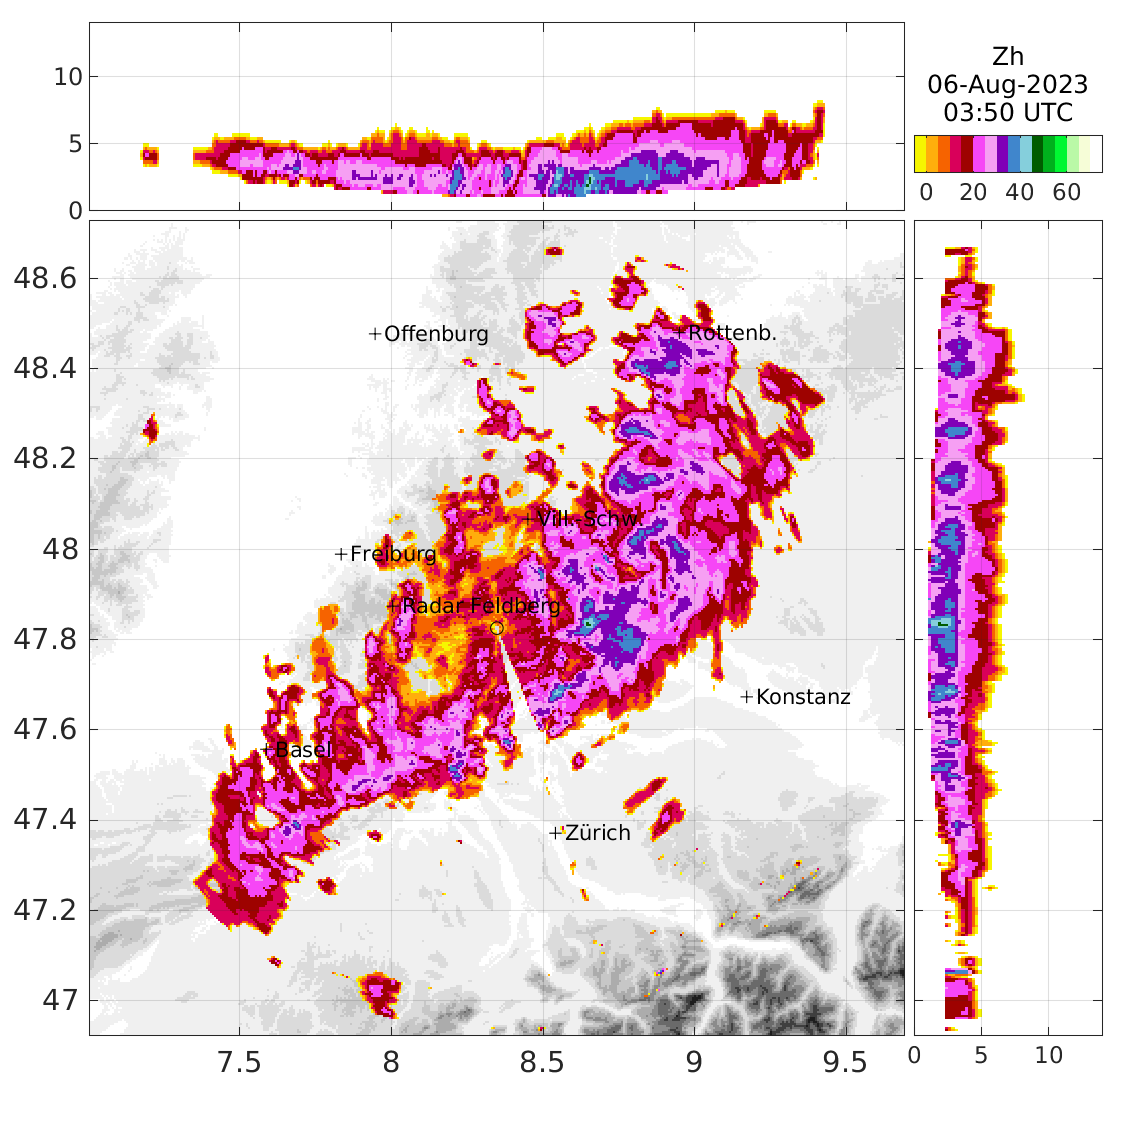 10
5
0
Zh
06-Aug-2023
03:50 UTC
0 20 40 60
48.6
48.4
48.2
48
47.8
47.6
47.4
47.2
47
+Offenburg
+Rottenb.
+Vill.-Schw.
+Freiburg
+Radar Feldberg
+Konstanz
+Basel
+Zürich
7.5 8 8.5 9 9.5
0 5 10